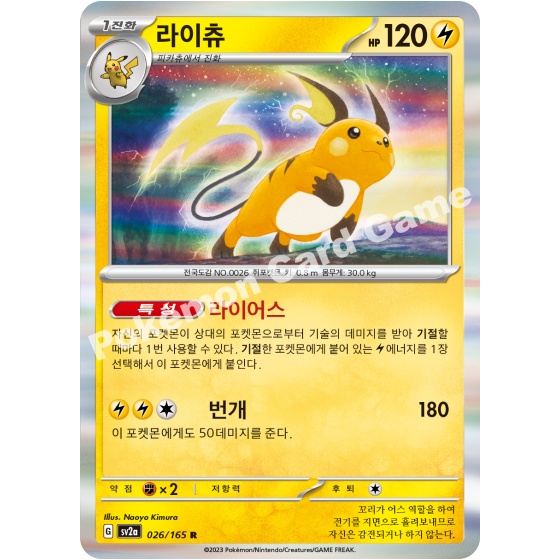 1진화
라이츄
HP 120
피카츄에서 진화
전국도감 NO.0026 쥐포켓몬 키 0.8 m 몸무게: 30.0 kg
특성 라이어스
자신의 포켓몬이 상대의 포켓몬으로부터 기술의 데미지를 받아 기절할
때마다 1번 사용할 수 있다. 기절한 포켓몬에게 붙어 있는 에너지를 1장
선택해서 이 포켓몬에게 붙인다.
번개 180
이 포켓몬에게도 50데미지를 준다.
약점 ×2 저항력 후퇴
Illus. Naoyo Kimura
G sv2a 026/165 R
꼬리가 어스 역할을 하여
전기를 지면으로 흘려보내므로
자신은 감전되거나 하지 않는다.
©2023 Pokémon/Nintendo/Creatures/GAME FREAK.
Pokémon Card Game